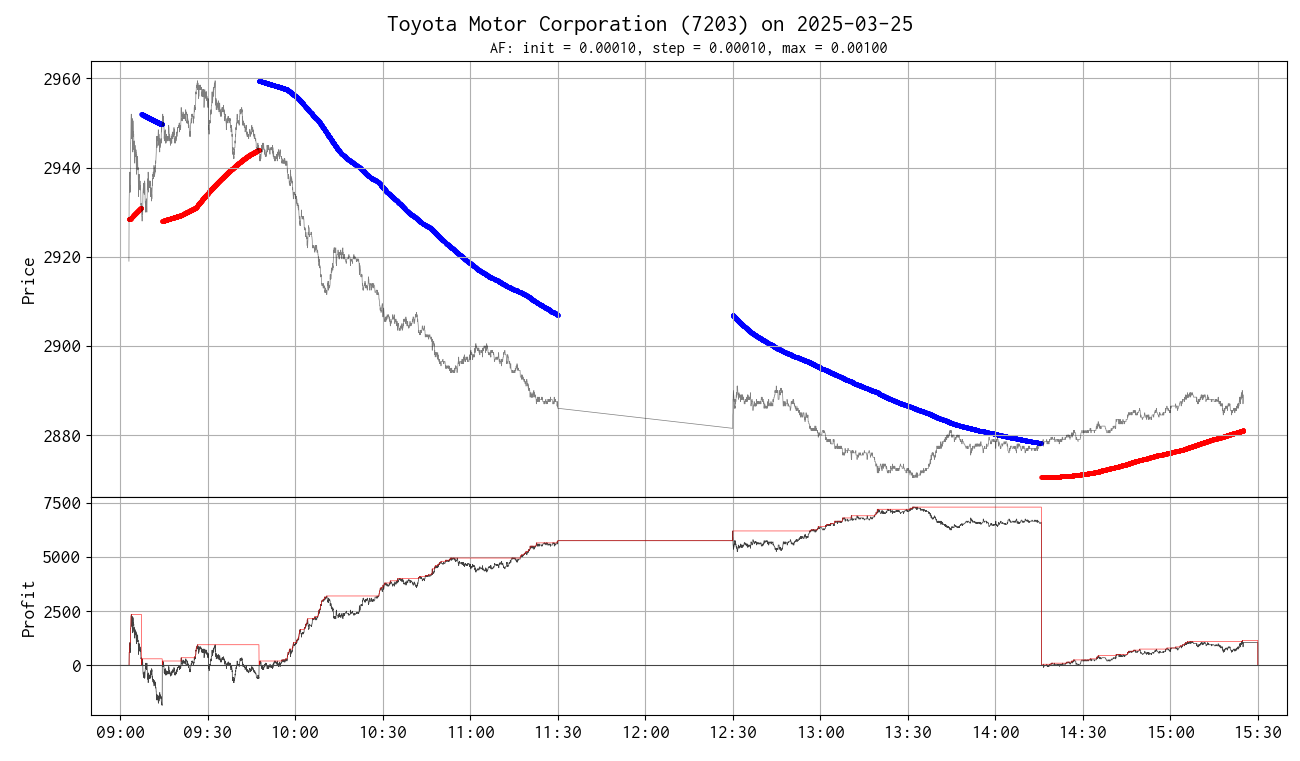 Toyota Motor Corporation (7203) on 2025-03-25
AF: init = 0.00010, step = 0.00010, max = 0.00100
Price
2960
2940
2920
2900
2880
Profit
7500
5000
2500
0
09:00 09:30 10:00 10:30 11:00 11:30 12:00 12:30 13:00 13:30 14:00 14:30 15:00 15:30